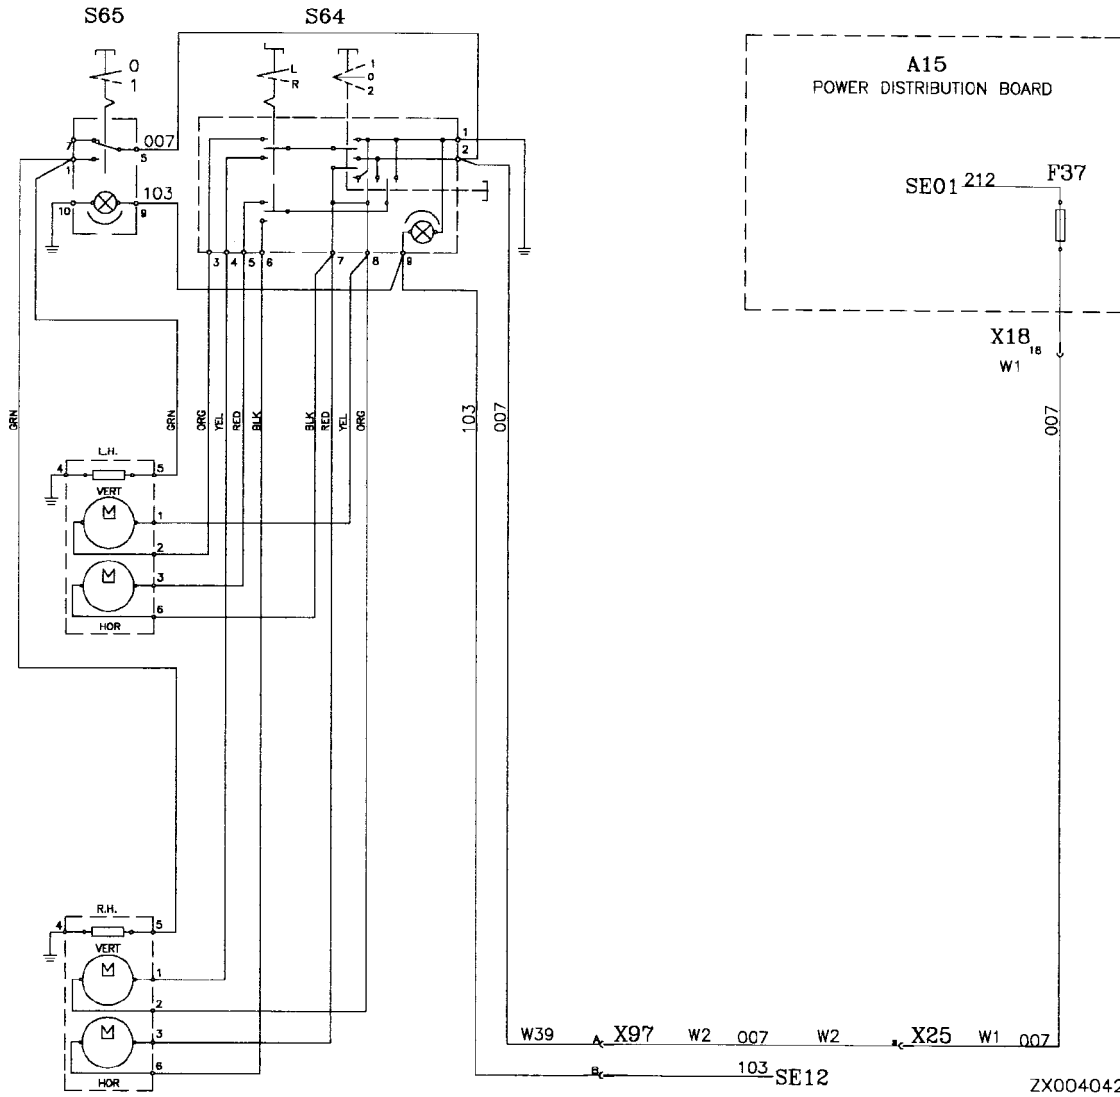 S65 S64
0
1
L
R
1
0
2
A15
POWER DISTRIBUTION BOARD
7 007 1
1 5 2
SE01 212 F37
103
10 9
3 4 5 6 7 8 9
X18 18
W1
GRN GRN ORG YEL RED BLK BLK RED YEL ORG 103 007 007
L.H.
4 5
VERT
M 1
2
M 3
6
HOR
R.H.
4 5
VERT
M 1
2
M 3
6
HOR
W39 A X97 W2 007 W2 X25 W1 007
B 103 SE12
ZX004042